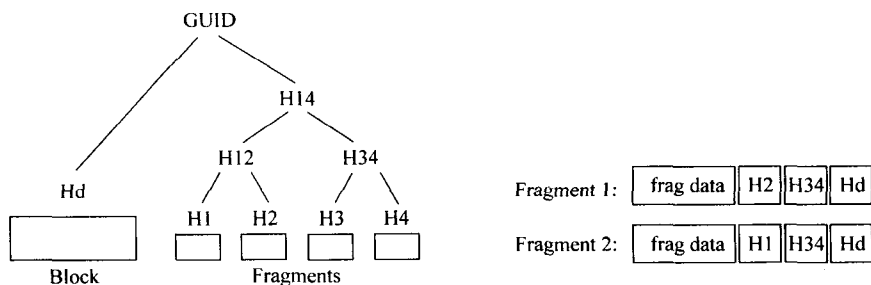 GUID
H14
H12 H34
Hd
H1 H2 H3 H4
Block Fragments
Fragment 1: frag data H2 H34 Hd
Fragment 2: frag data H1 H34 Hd